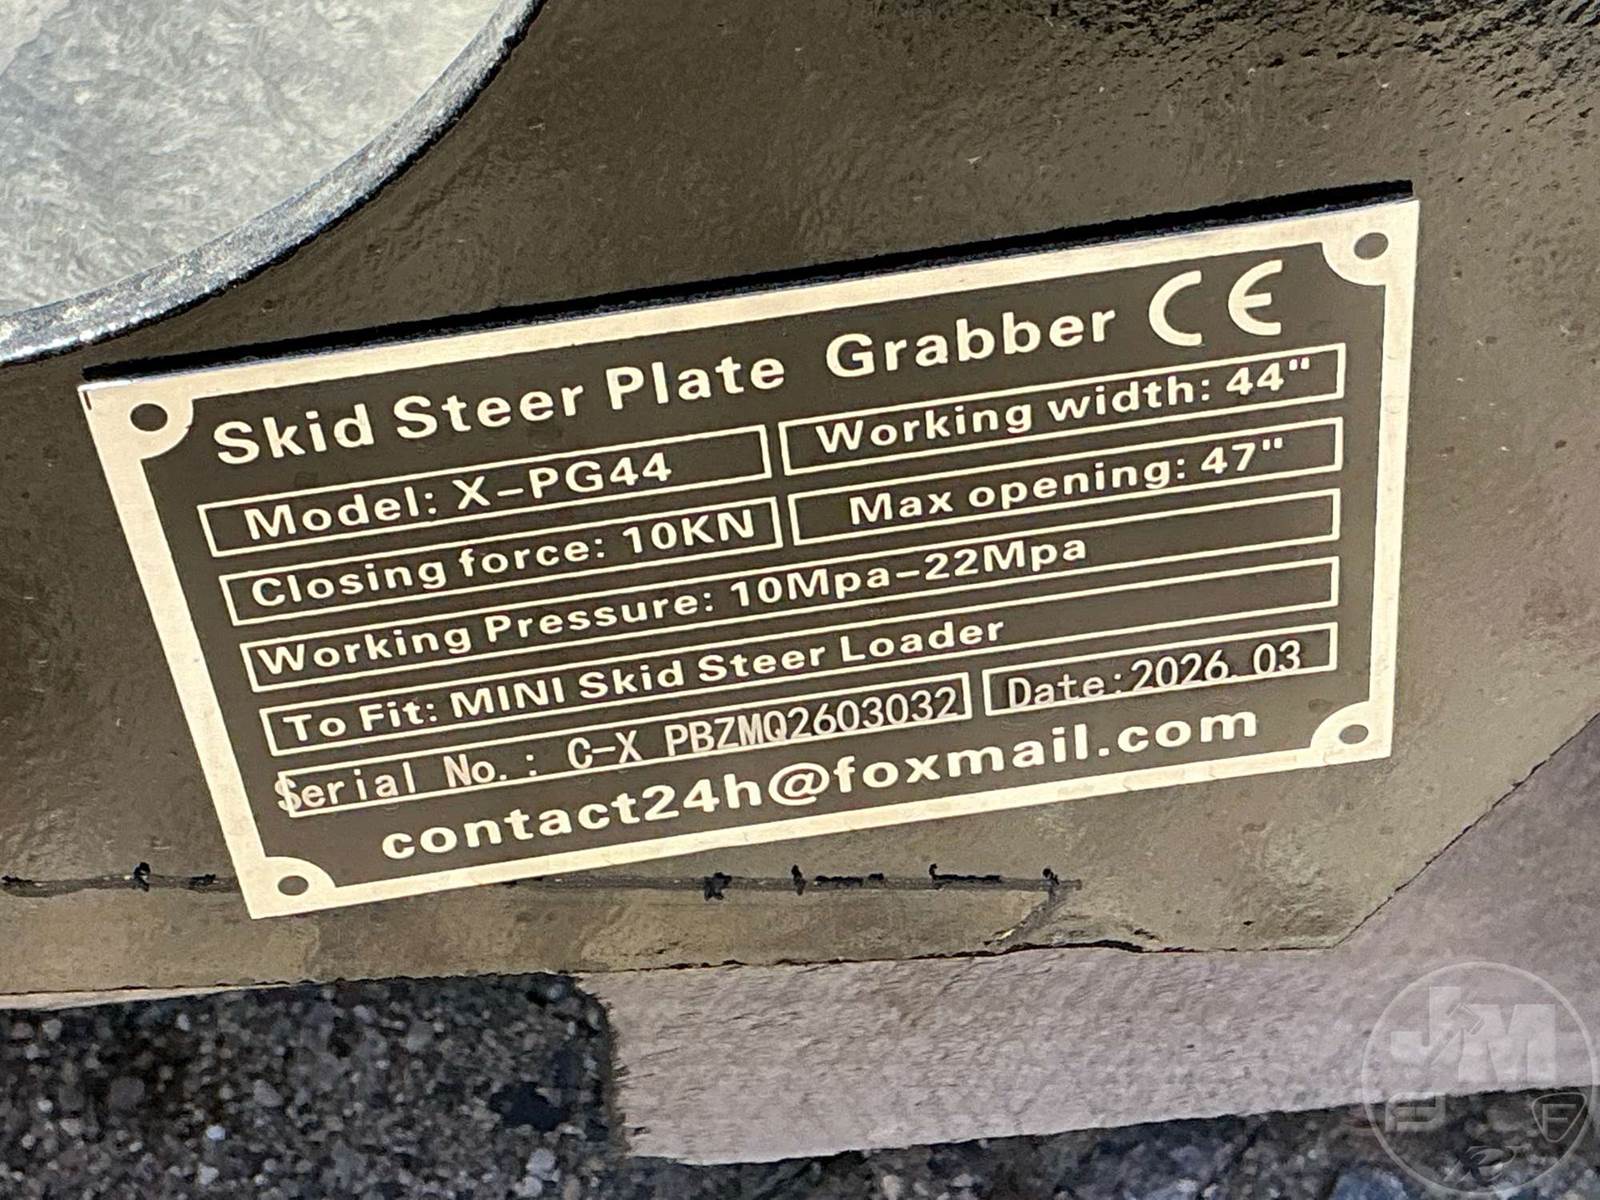 Skid Steer Plate Grabber CE
Model: X-PG44
Working width: 44"
Closing force: 10KN
Max opening: 47"
Working Pressure: 10Mpa-22Mpa
To Fit: MINI Skid Steer Loader
Serial No.: C-X PBZMQ2603032
Date:2026.03
contact24h@foxmail.com
JM
F